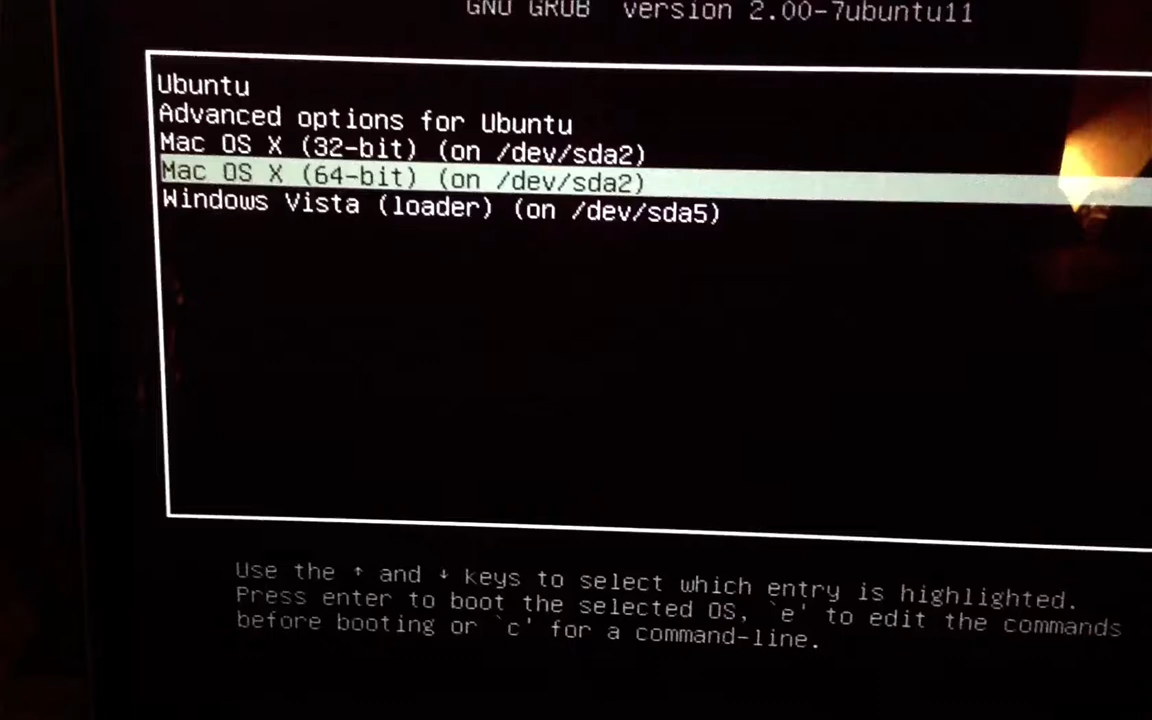 GNU GRUB version 2.00-7ubuntu11
Ubuntu
Advanced options for Ubuntu
Mac OS X (32-bit) (on /dev/sda2)
Mac OS X (64-bit) (on /dev/sda2)
Windows Vista (loader) (on /dev/sda5)
Use the ↑ and ↓ keys to select which entry is highlighted.
Press enter to boot the selected OS, `e' to edit the commands
before booting or `c' for a command-line.